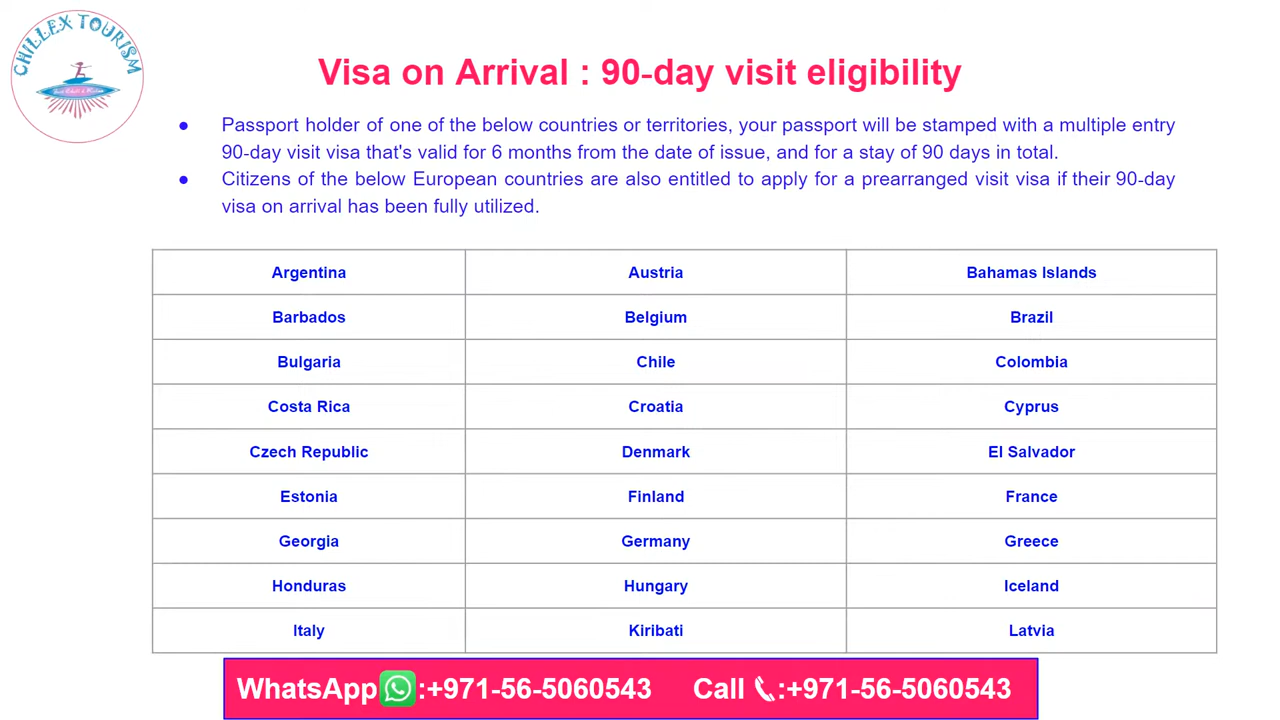 CHILLEX TOURISM
Visa on Arrival : 90-day visit eligibility
● Passport holder of one of the below countries or territories, your passport will be stamped with a multiple entry
90-day visit visa that's valid for 6 months from the date of issue, and for a stay of 90 days in total.
● Citizens of the below European countries are also entitled to apply for a prearranged visit visa if their 90-day
visa on arrival has been fully utilized.
Argentina Austria Bahamas Islands
Barbados Belgium Brazil
Bulgaria Chile Colombia
Costa Rica Croatia Cyprus
Czech Republic Denmark El Salvador
Estonia Finland France
Georgia Germany Greece
Honduras Hungary Iceland
Italy Kiribati Latvia
WhatsApp :+971-56-5060543 Call :+971-56-5060543